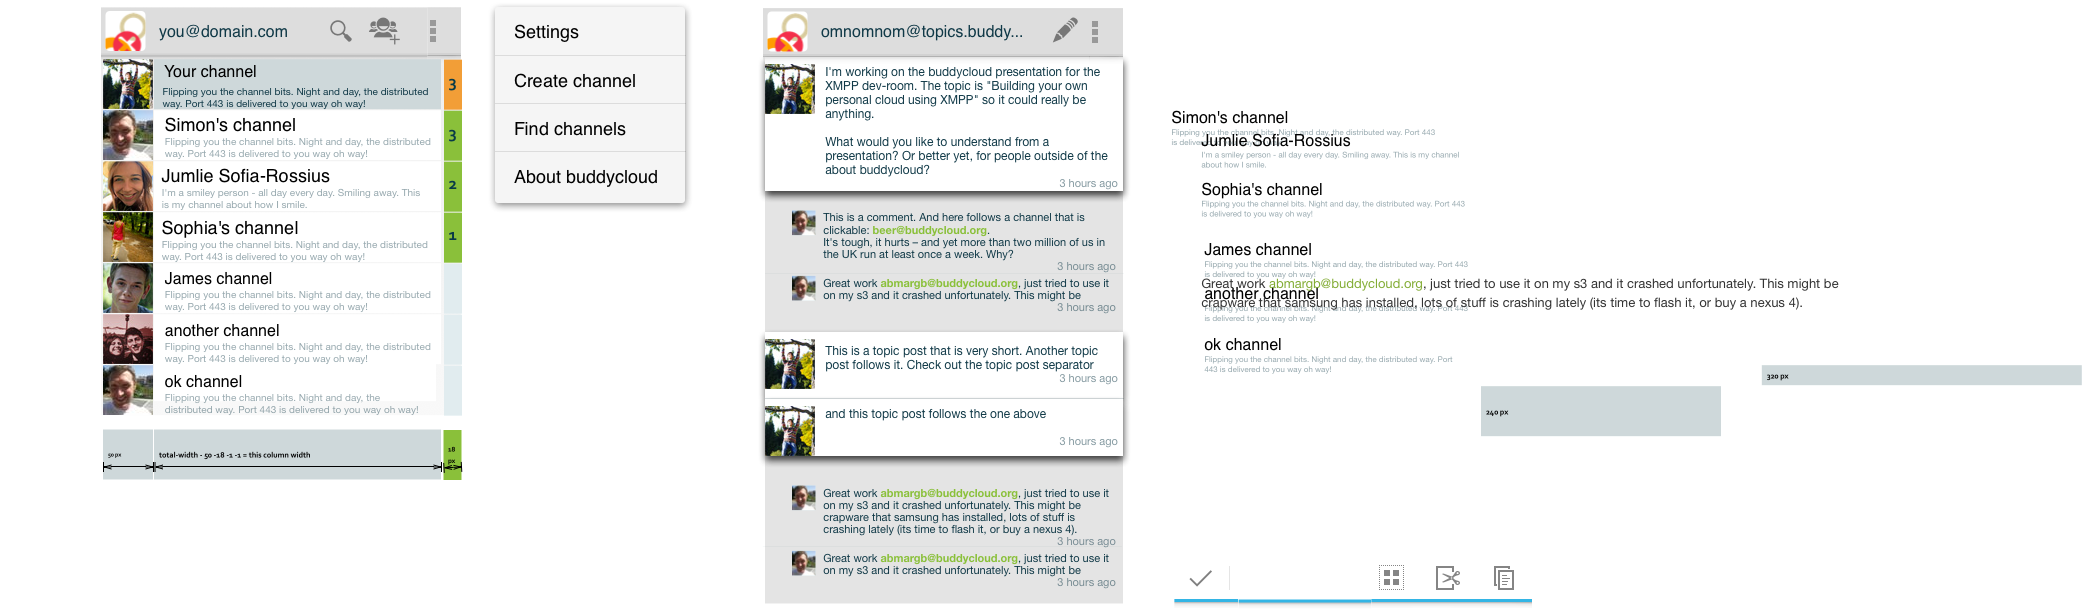 you@domain.com
Your channel
Flipping you the channel bits. Night and day, the distributed
way. Port 443 is delivered to you way oh way!
3
Simon's channel
Flipping you the channel bits. Night and day, the distributed
way. Port 443 is delivered to you way oh way!
3
Jumlie Sofia-Rossius
I'm a smiley person - all day every day. Smiling away. This
is my channel about how I smile.
2
Sophia's channel
Flipping you the channel bits. Night and day, the distributed
way. Port 443 is delivered to you way oh way!
1
James channel
Flipping you the channel bits. Night and day, the distributed
way. Port 443 is delivered to you way oh way!
another channel
Flipping you the channel bits. Night and day, the distributed
way. Port 443 is delivered to you way oh way!
ok channel
Flipping you the channel bits. Night and day, the
distributed way. Port 443 is delivered to you way oh way!
50 px
total-width - 50 -18 -1 -1 = this column width
18
px
Settings
Create channel
Find channels
About buddycloud
omnomnom@topics.buddy...
I'm working on the buddycloud presentation for the
XMPP dev-room. The topic is "Building your own
personal cloud using XMPP" so it could really be
anything.
What would you like to understand from a
presentation? Or better yet, for people outside of the
about buddycloud?
3 hours ago
This is a comment. And here follows a channel that is
clickable: beer@buddycloud.org.
It's tough, it hurts – and yet more than two million of us in
the UK run at least once a week. Why?
3 hours ago
Great work abmargb@buddycloud.org, just tried to use it
on my s3 and it crashed unfortunately. This might be
3 hours ago
This is a topic post that is very short. Another topic
post follows it. Check out the topic post separator
3 hours ago
and this topic post follows the one above
3 hours ago
Great work abmargb@buddycloud.org, just tried to use it
on my s3 and it crashed unfortunately. This might be
crapware that samsung has installed, lots of stuff is
crashing lately (its time to flash it, or buy a nexus 4).
3 hours ago
Great work abmargb@buddycloud.org, just tried to use it
on my s3 and it crashed unfortunately. This might be
3 hours ago
Simon's channel
Flipping you the channel bits. Night and day, the distributed way. Port 443
is delivered to you way oh way!
Jumlie Sofia-Rossius
I'm a smiley person - all day every day. Smiling away. This is my channel
about how I smile.
Sophia's channel
Flipping you the channel bits. Night and day, the distributed way. Port 443
is delivered to you way oh way!
James channel
Flipping you the channel bits. Night and day, the distributed way. Port 443
is delivered to you way oh way!
Great work abmargb@buddycloud.org, just tried to use it on my s3 and it crashed unfortunately. This might be
another channel
crapware that samsung has installed, lots of stuff is crashing lately (its time to flash it, or buy a nexus 4).
Flipping you the channel bits. Night and day, the distributed way. Port 443
is delivered to you way oh way!
ok channel
Flipping you the channel bits. Night and day, the distributed way. Port
443 is delivered to you way oh way!
320 px
240 px